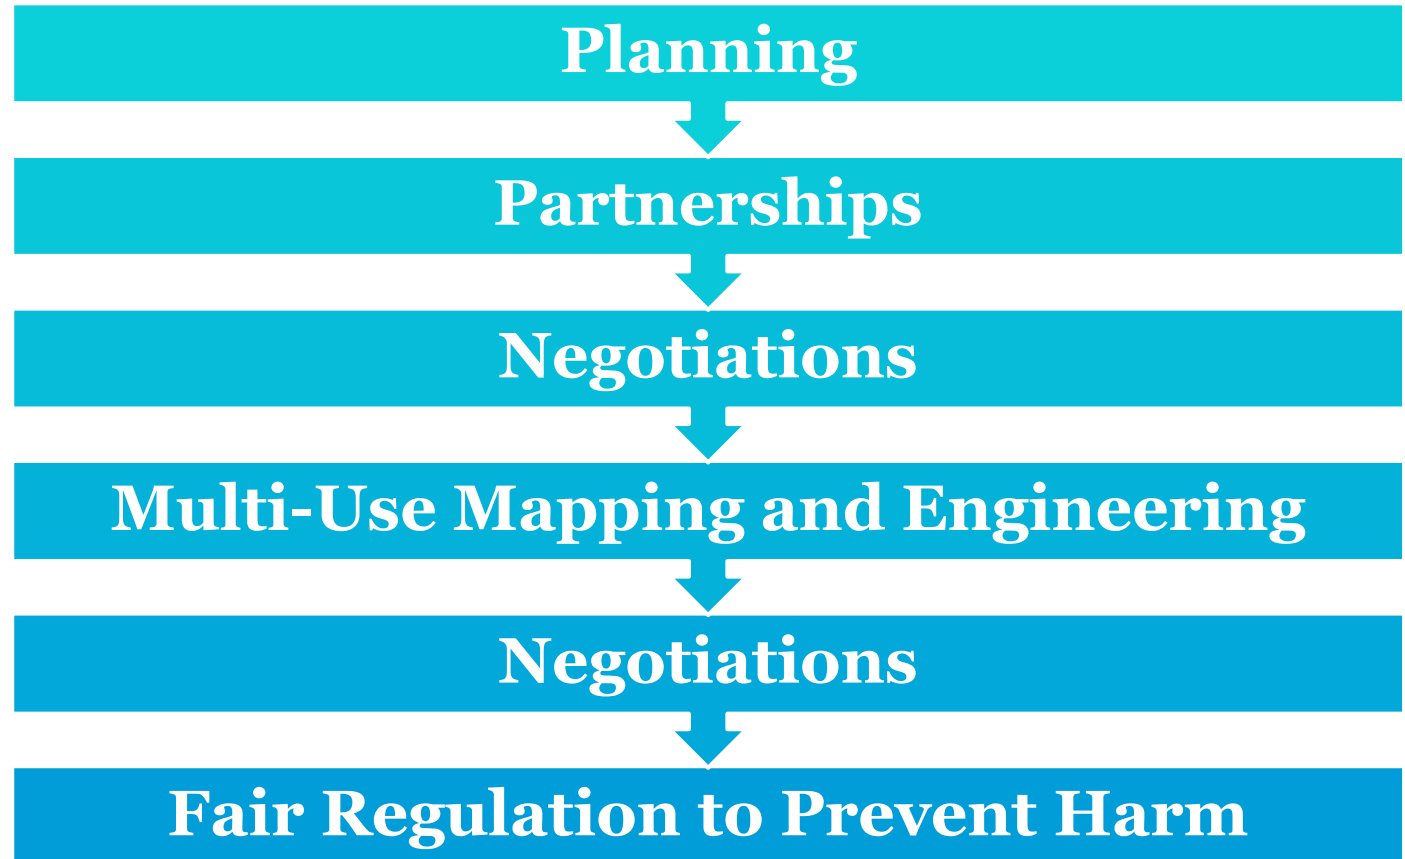 Planning
Partnerships
Negotiations
Multi-Use Mapping and Engineering
Negotiations
Fair Regulation to Prevent Harm